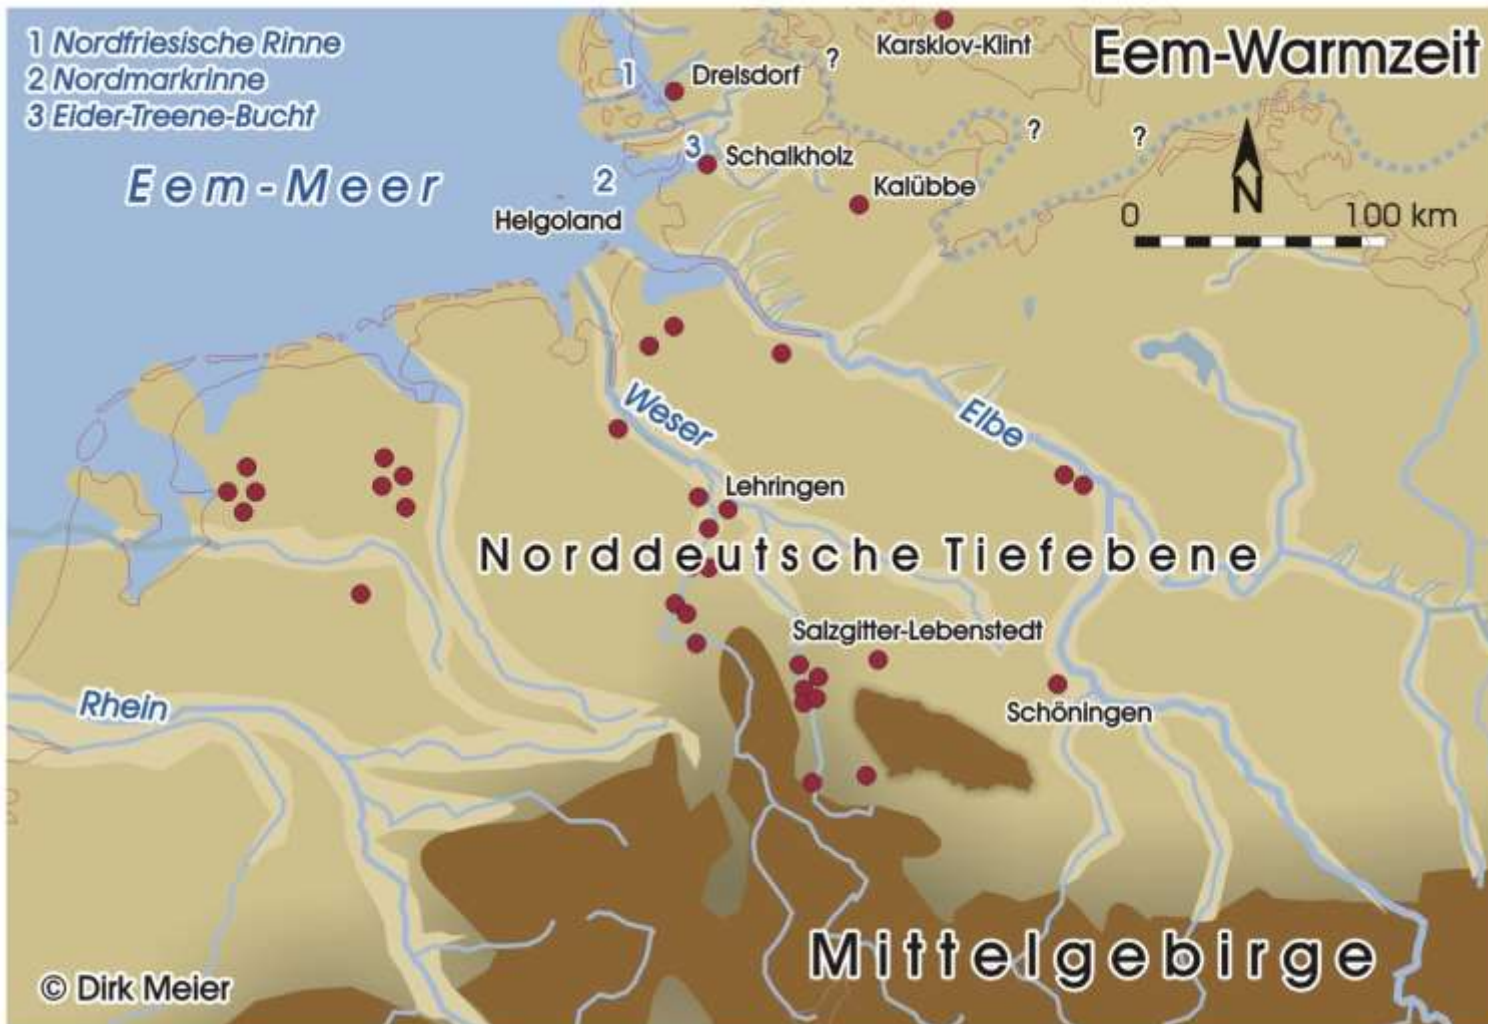 1 Nordfriesische Rinne
2 Nordmarkrinne
3 Eider-Treene-Bucht
Eem-Warmzeit
Karsklov-Klint
?
1
Drelsdorf
?
?
3
Schalkholz
Eem-Meer
2
Kalübbe
Helgoland
N
0
100 km
Weser
Elbe
Lehringen
Norddeutsche Tiefebene
Salzgitter-Lebenstedt
Rhein
Schöningen
Mittelgebirge
© Dirk Meier